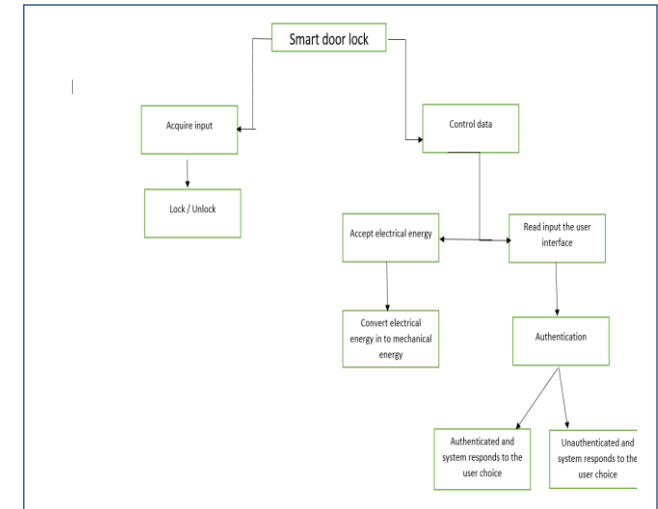 Smart door lock
Acquire input
Control data
Lock / Unlock
Accept electrical energy
Read input the user
interface
Convert electrical
energy in to mechanical
energy
Authentication
Authenticated and
system responds to the
user choice
Unauthenticated and
system responds to the
user choice